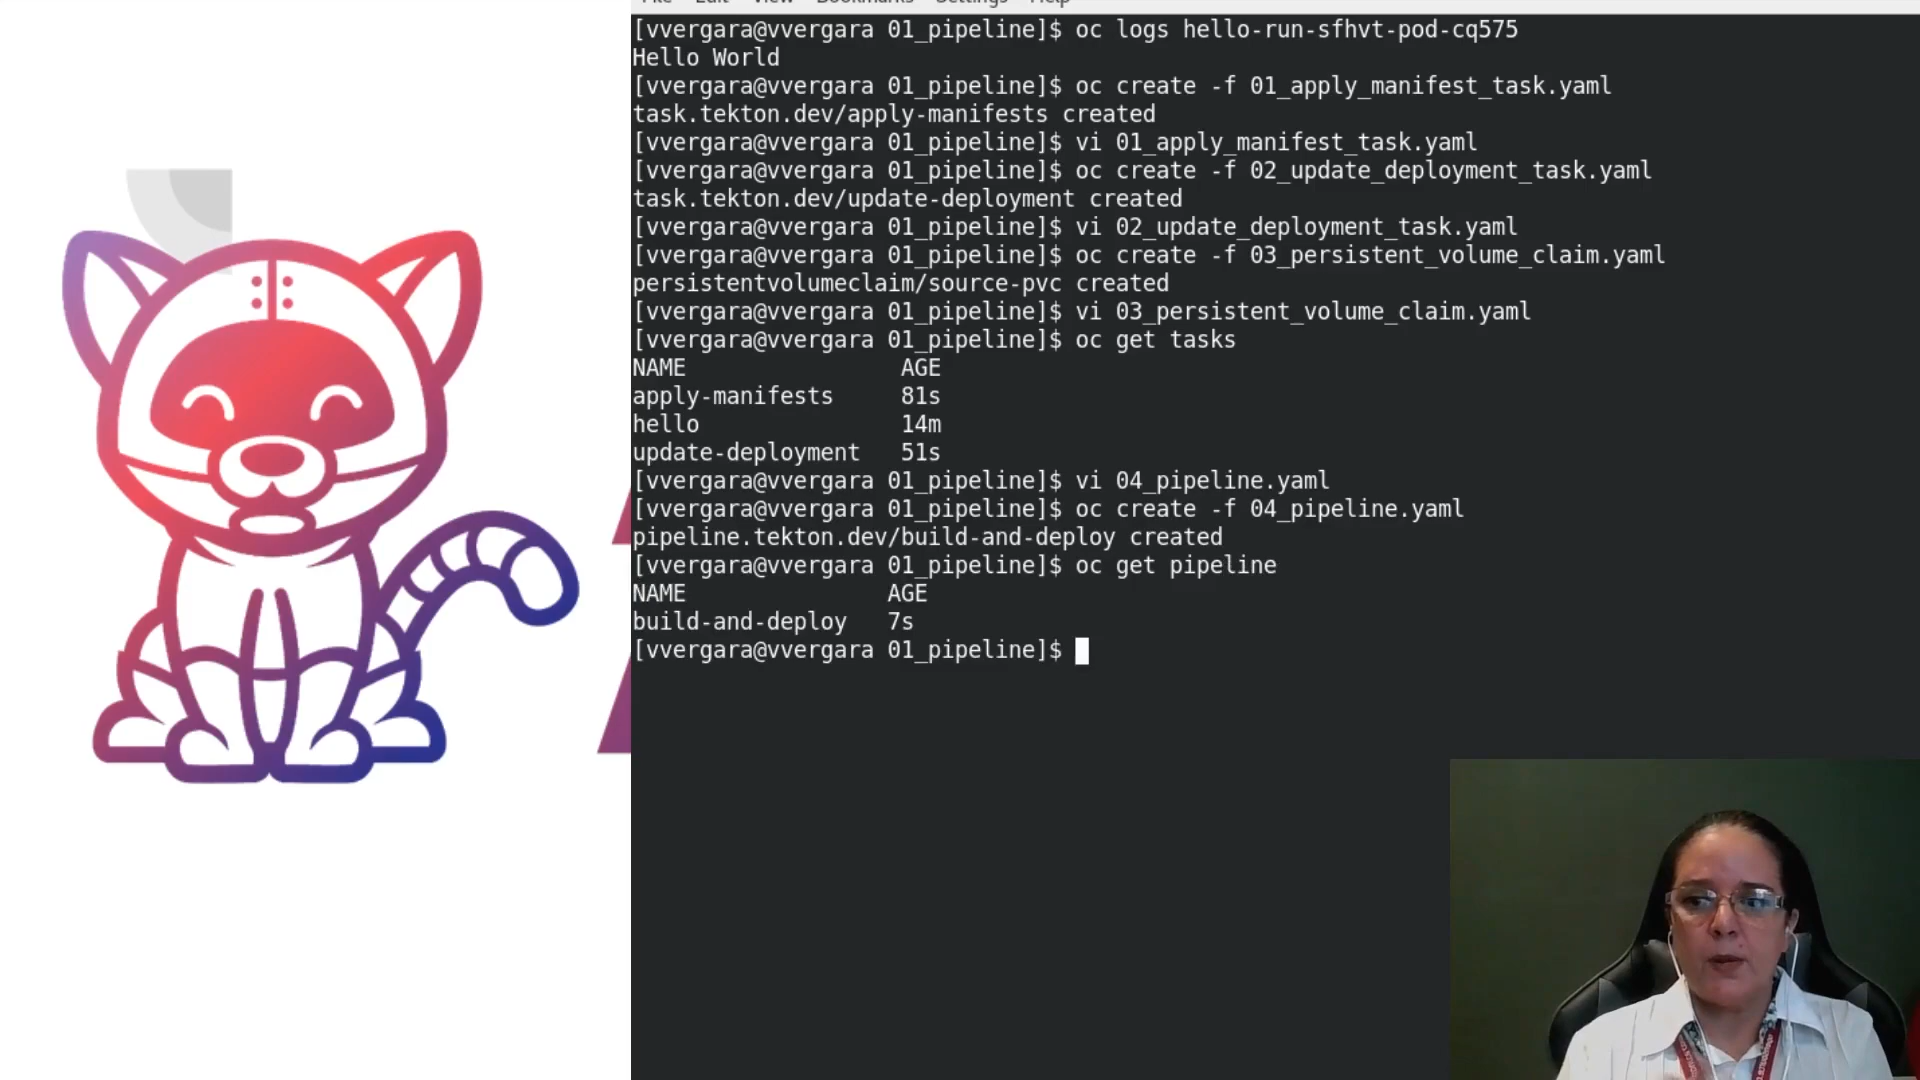 File Edit View Bookmarks Settings Help
[vvergara@vvergara 01_pipeline]$ oc logs hello-run-sfhvt-pod-cq575
Hello World
[vvergara@vvergara 01_pipeline]$ oc create -f 01_apply_manifest_task.yaml
task.tekton.dev/apply-manifests created
[vvergara@vvergara 01_pipeline]$ vi 01_apply_manifest_task.yaml
[vvergara@vvergara 01_pipeline]$ oc create -f 02_update_deployment_task.yaml
task.tekton.dev/update-deployment created
[vvergara@vvergara 01_pipeline]$ vi 02_update_deployment_task.yaml
[vvergara@vvergara 01_pipeline]$ oc create -f 03_persistent_volume_claim.yaml
persistentvolumeclaim/source-pvc created
[vvergara@vvergara 01_pipeline]$ vi 03_persistent_volume_claim.yaml
[vvergara@vvergara 01_pipeline]$ oc get tasks
NAME AGE
apply-manifests 81s
hello 14m
update-deployment 51s
[vvergara@vvergara 01_pipeline]$ vi 04_pipeline.yaml
[vvergara@vvergara 01_pipeline]$ oc create -f 04_pipeline.yaml
pipeline.tekton.dev/build-and-deploy created
[vvergara@vvergara 01_pipeline]$ oc get pipeline
NAME AGE
build-and-deploy 7s
[vvergara@vvergara 01_pipeline]$